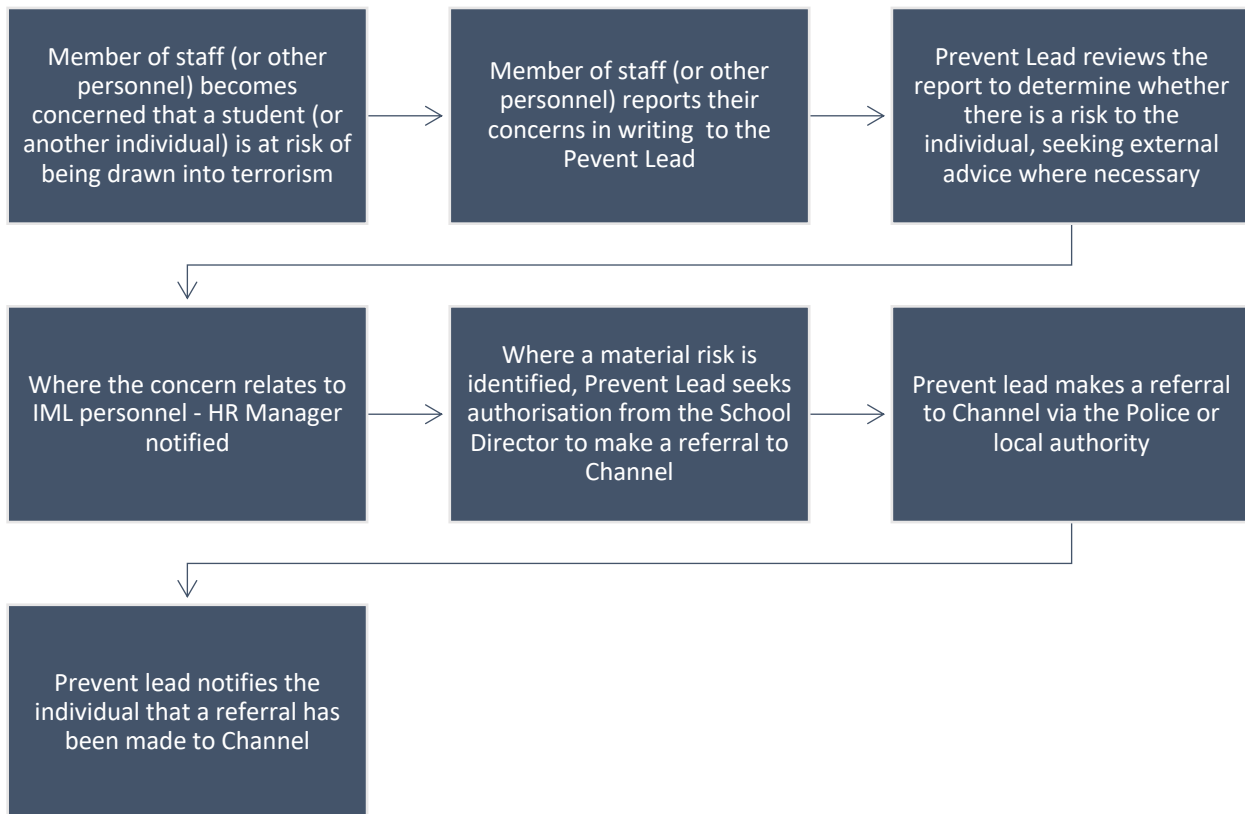 Member of staff (or other
personnel) becomes
concerned that a student (or
another individual) is at risk of
being drawn into terrorism
Member of staff (or other
personnel) reports their
concerns in writing  to the
Pevent Lead
Prevent Lead reviews the
report to determine whether
there is a risk to the
individual, seeking external
advice where necessary
Where the concern relates to
IML personnel - HR Manager
notified
Where a material risk is
identified, Prevent Lead seeks
authorisation from the School
Director to make a referral to
Channel
Prevent lead makes a referral
to Channel via the Police or
local authority
Prevent lead notifies the
individual that a referral has
been made to Channel